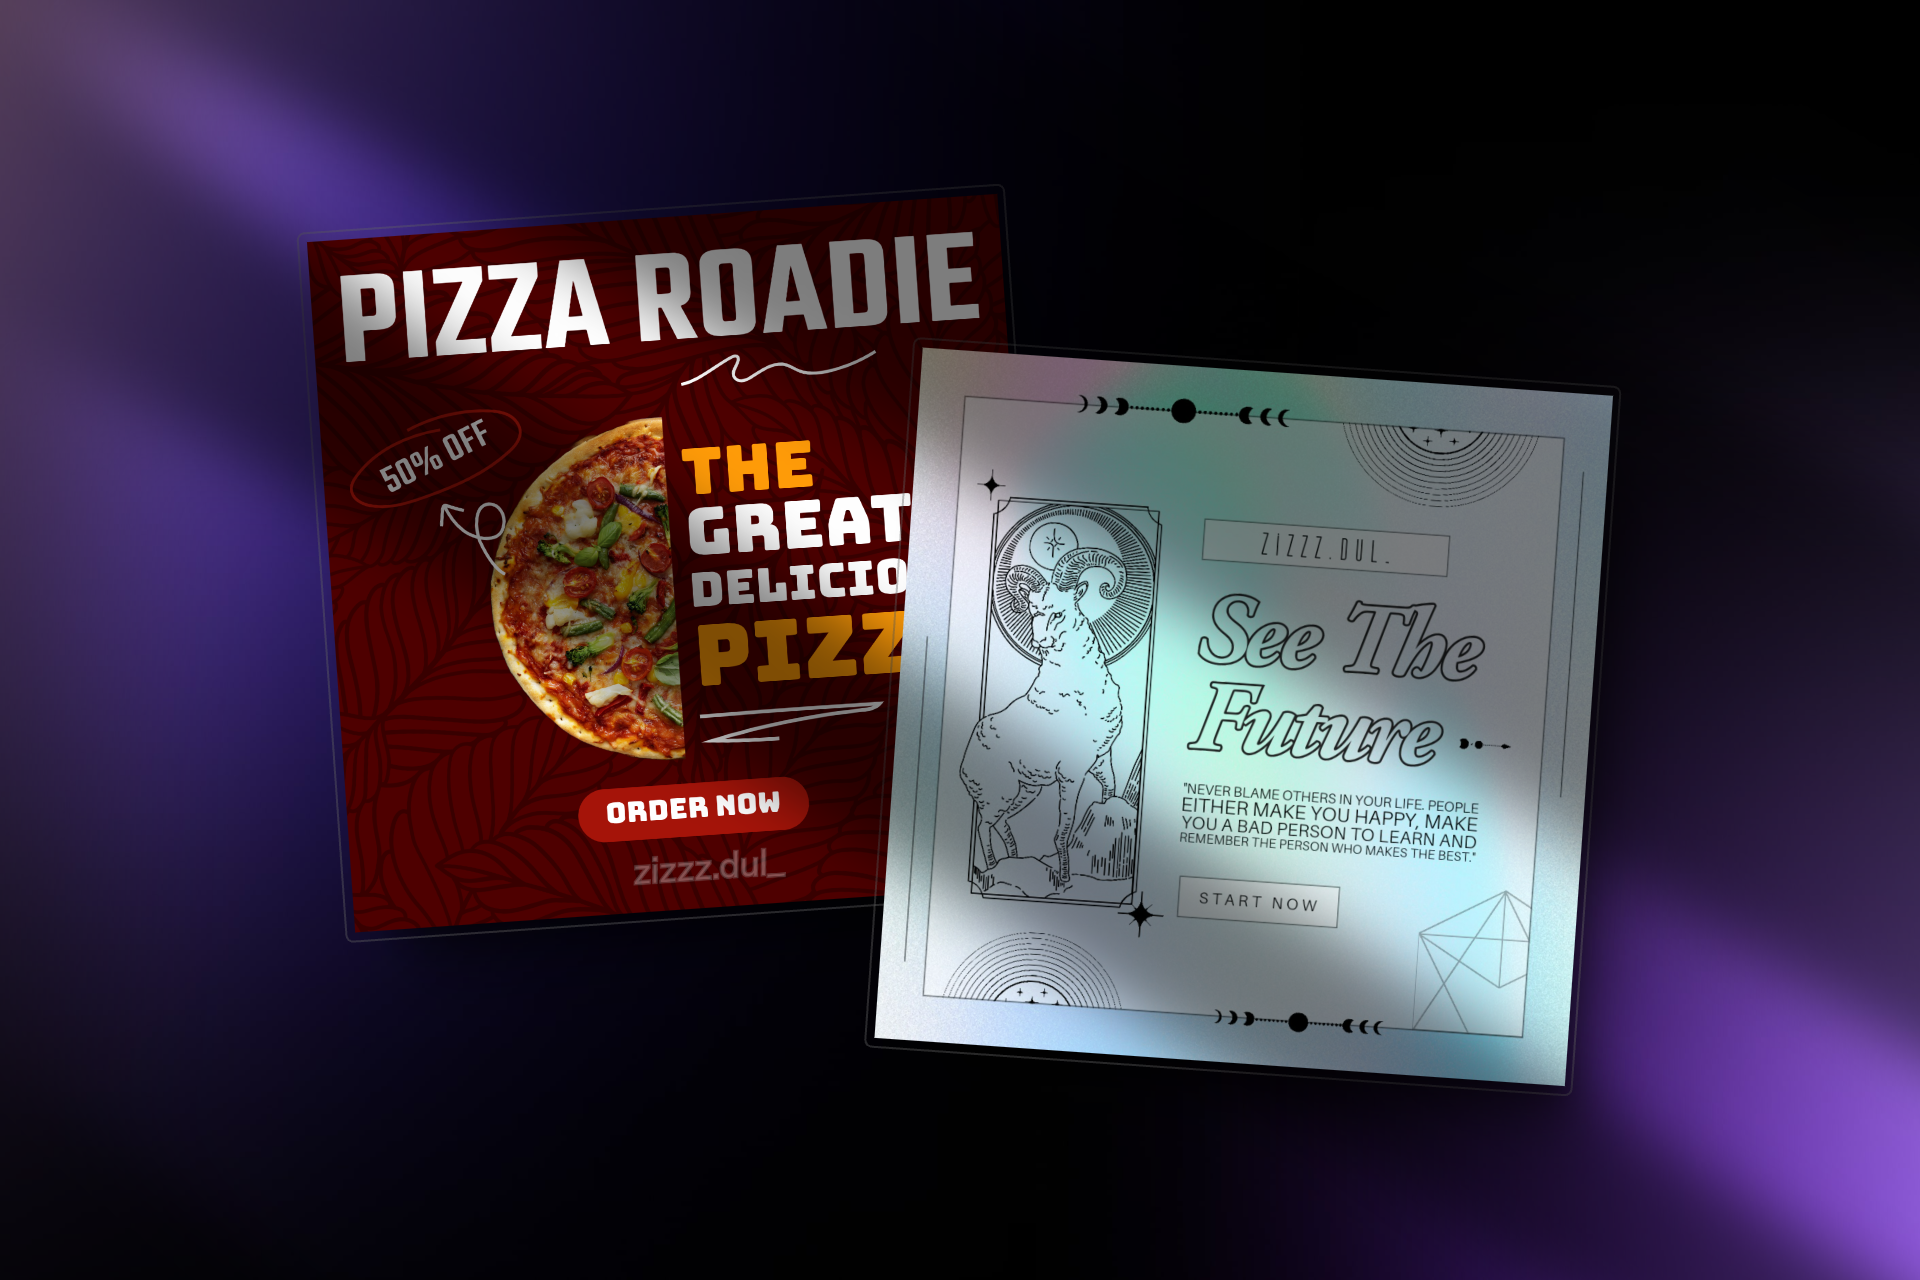 PIZZA ROADIE
50% OFF
THE
GREAT
DELICIO
PIZZ
ORDER NOW
zizzz.dul_
ZIZZZ.DUL.
See The
Future
"NEVER BLAME OTHERS IN YOUR LIFE. PEOPLE
EITHER MAKE YOU HAPPY, MAKE
YOU A BAD PERSON TO LEARN AND
REMEMBER THE PERSON WHO MAKES THE BEST."
START NOW